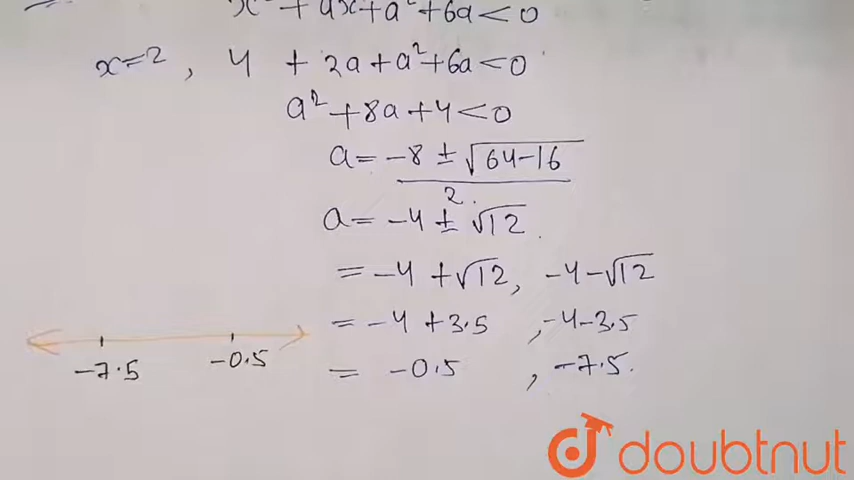 x² + ax + a² + 6a < 0
x = 2 , 4 + 2a + a² + 6a < 0
a² + 8a + 4 < 0
a = -8 ± √64-16
2
a = -4 ± √12
= -4 + √12 , -4 - √12
= -4 + 3.5 , -4 - 3.5
= -0.5 , -7.5.
-7.5 -0.5
doubtnut